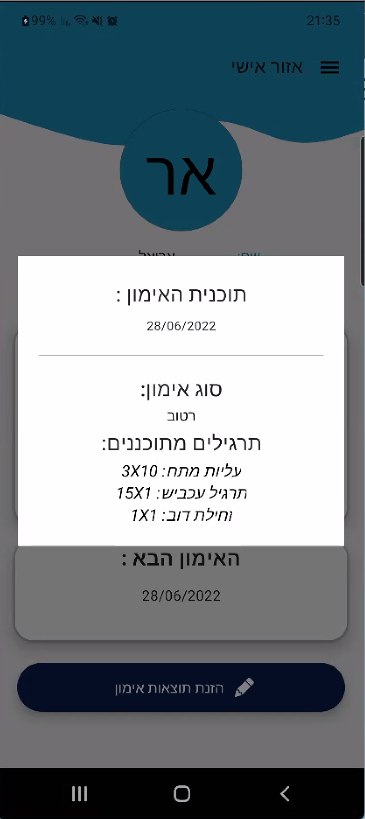 99%
21:35
אזור אישי
אר
שם:
אריאל
תוכנית האימון :
28/06/2022
סוג אימון:
רטוב
תרגילים מתוכננים:
עליות מתח: 3X10
תרגיל עכביש: 15X1
זחילת דוב: 1X1
האימון הבא :
28/06/2022
הזנת תוצאות אימון